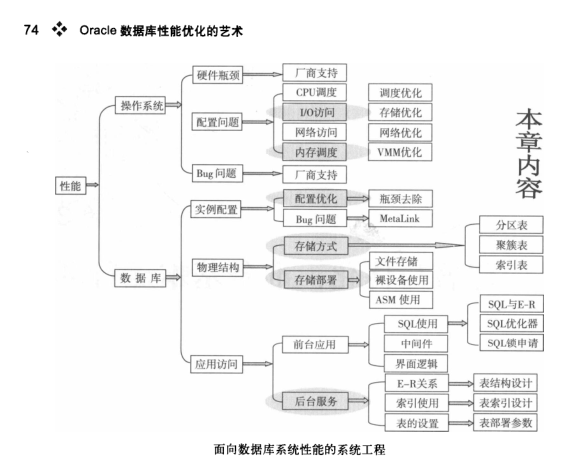 74 ❖ Oracle 数据库性能优化的艺术
硬件瓶颈 厂商支持
CPU调度 调度优化
操作系统 I/O访问 存储优化
配置问题
网络访问 网络优化
内存调度 VMM优化
Bug 问题 厂商支持
性能
实例配置 配置优化 瓶颈去除
Bug 问题 MetaLink
分区表
存储方式 聚簇表
物理结构 文件存储 索引表
数 据 库 存储部署 裸设备使用
ASM 使用
SQL与E-R
SQL使用 SQL优化器
前台应用 中间件 SQL锁申请
应用访问 界面逻辑
E-R关系 表结构设计
后台服务 索引使用 表索引设计
表的设置 表部署参数
本章内容
面向数据库系统性能的系统工程